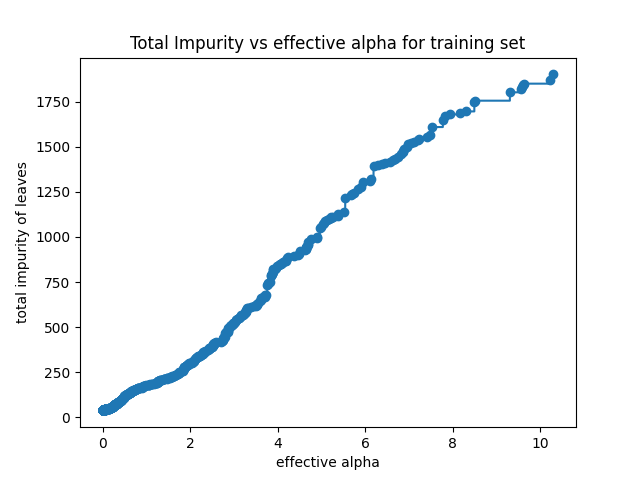 Total Impurity vs effective alpha for training set
1750
1500
1250
1000
750
500
250
0
total impurity of leaves
0 2 4 6 8 10
effective alpha